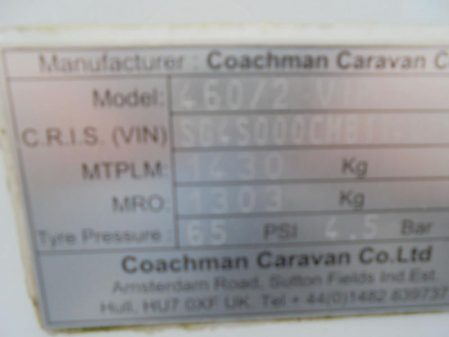 Manufacturer : Coachman Caravan C
Model: 460/2
C.R.I.S. (VIN)
MTPLM: 1430 Kg
MRO: 1303 Kg
Tyre Pressure : 65 PSI 4.5 Bar
Coachman Caravan Co.Ltd
Amsterdam Road, Sutton Fields Ind.Est.
Hull, HU7 0XF UK. Tel + 44(0)1482 839737